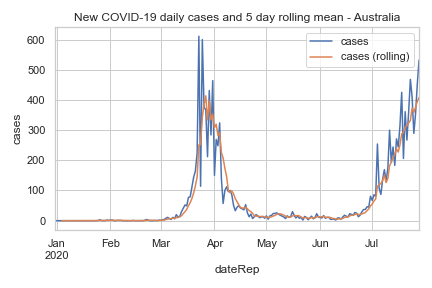 New COVID-19 daily cases and 5 day rolling mean - Australia
cases
cases (rolling)
600
500
400
300
200
100
0
cases
Jan Feb Mar Apr May Jun Jul
2020
dateRep